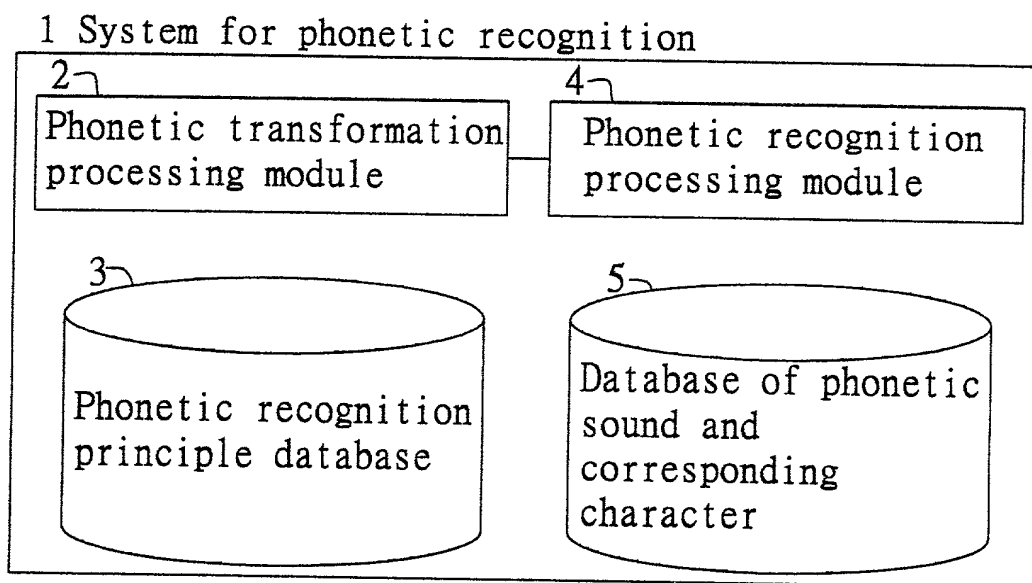 1 System for phonetic recognition
2
Phonetic transformation
processing module
4
Phonetic recognition
processing module
3
Phonetic recognition
principle database
5
Database of phonetic
sound and
corresponding
character